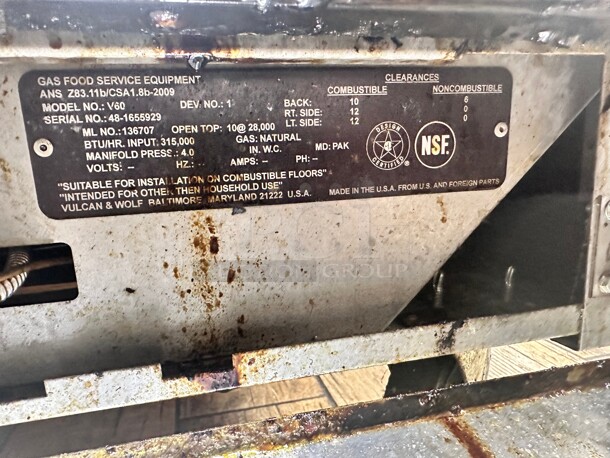 GAS FOOD SERVICE EQUIPMENT
ANS Z83.11b/CSA1.8b-2009
MODEL NO.: V60 DEV NO.: 1
SERIAL NO.: 48-1655929
ML NO.: 136707 OPEN TOP: 10@ 28,000
BTU/HR. INPUT: 315,000 GAS: NATURAL
MANIFOLD PRESS.: 4.0 IN. W.C. MD: PAK
VOLTS: – HZ.: AMPS: – PH: –
"SUITABLE FOR INSTALLATION ON COMBUSTIBLE FLOORS"
"INTENDED FOR OTHER THEN HOUSEHOLD USE"
VULCAN & WOLF BALTIMORE, MARYLAND 21222 U.S.A.
CLEARANCES
COMBUSTIBLE NONCOMBUSTIBLE
BACK: 10 6
RT. SIDE: 12 0
LT. SIDE: 12 0
DESIGN CERTIFIED
NSF.
MADE IN THE U.S.A. FROM U.S. AND FOREIGN PARTS
GROUP